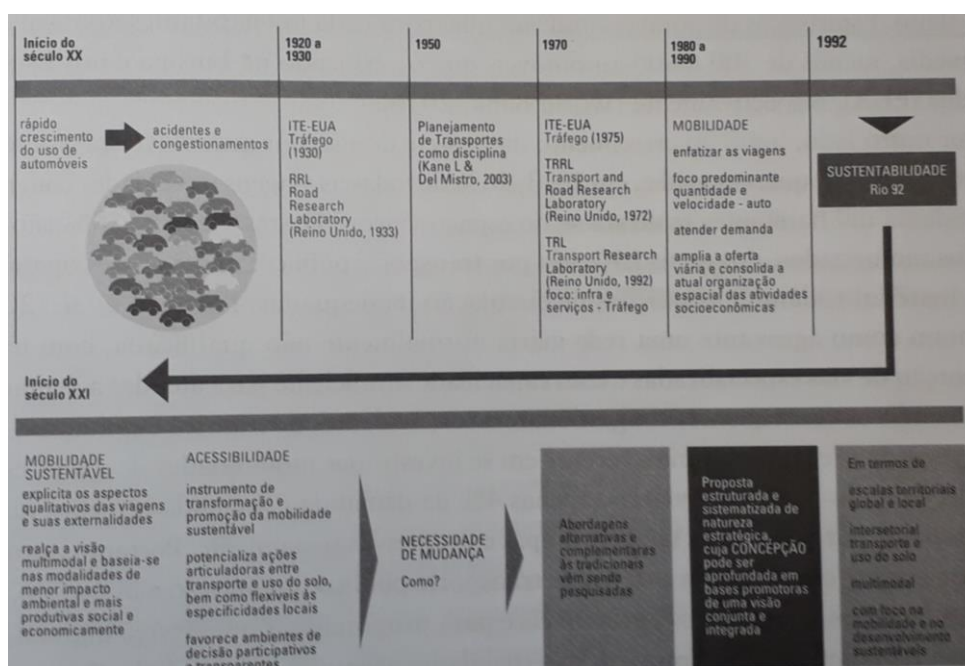 Início do
século XX
1920 a
1930
1950
1970
1980 a
1990
1992
rápido
crescimento
do uso de
automóveis
acidentes e
congestionamentos
ITE-EUA
Tráfego
(1930)
RRL
Road
Research
Laboratory
(Reino Unido, 1933)
Planejamento
de Transportes
como disciplina
(Kane L &
Del Mistro, 2003)
ITE-EUA
Tráfego (1975)
TRRL
Transport and
Road Research
Laboratory
(Reino Unido, 1972)
TRL
Transport Research
Laboratory
(Reino Unido, 1992)
foco: infra e
serviços - Tráfego
MOBILIDADE
enfatizar as viagens
foco predominante
quantidade e
velocidade - auto
atender demanda
amplia a oferta
viária e consolida a
atual organização
espacial das atividades
socioeconômicas
SUSTENTABILIDADE
Rio 92
Início do
século XXI
MOBILIDADE
SUSTENTÁVEL
explicita os aspectos
qualitativos das viagens
e suas externalidades
realça a visão
multimodal e baseia-se
nas modalidades de
menor impacto
ambiental e mais
produtivas social e
economicamente
ACESSIBILIDADE
instrumento de
transformação e
promoção da mobilidade
sustentável
potencializa ações
articuladoras entre
transporte e uso do solo,
bem como flexíveis às
especificidades locais
favorece ambientes de
decisão participativos
e transparentes
NECESSIDADE
DE MUDANÇA
Como?
Abordagens
alternativas e
complementares
às tradicionais
vêm sendo
pesquisadas
Proposta
estruturada e
sistematizada de
natureza
estratégica,
cuja CONCEPÇÃO
pode ser
aprofundada em
bases promotoras
de uma visão
conjunta e
integrada
Em termos de
escalas territoriais
global e local
intersetorial
transporte e
uso do solo
multimodal
com foco na
mobilidade e no
desenvolvimento
sustentáveis